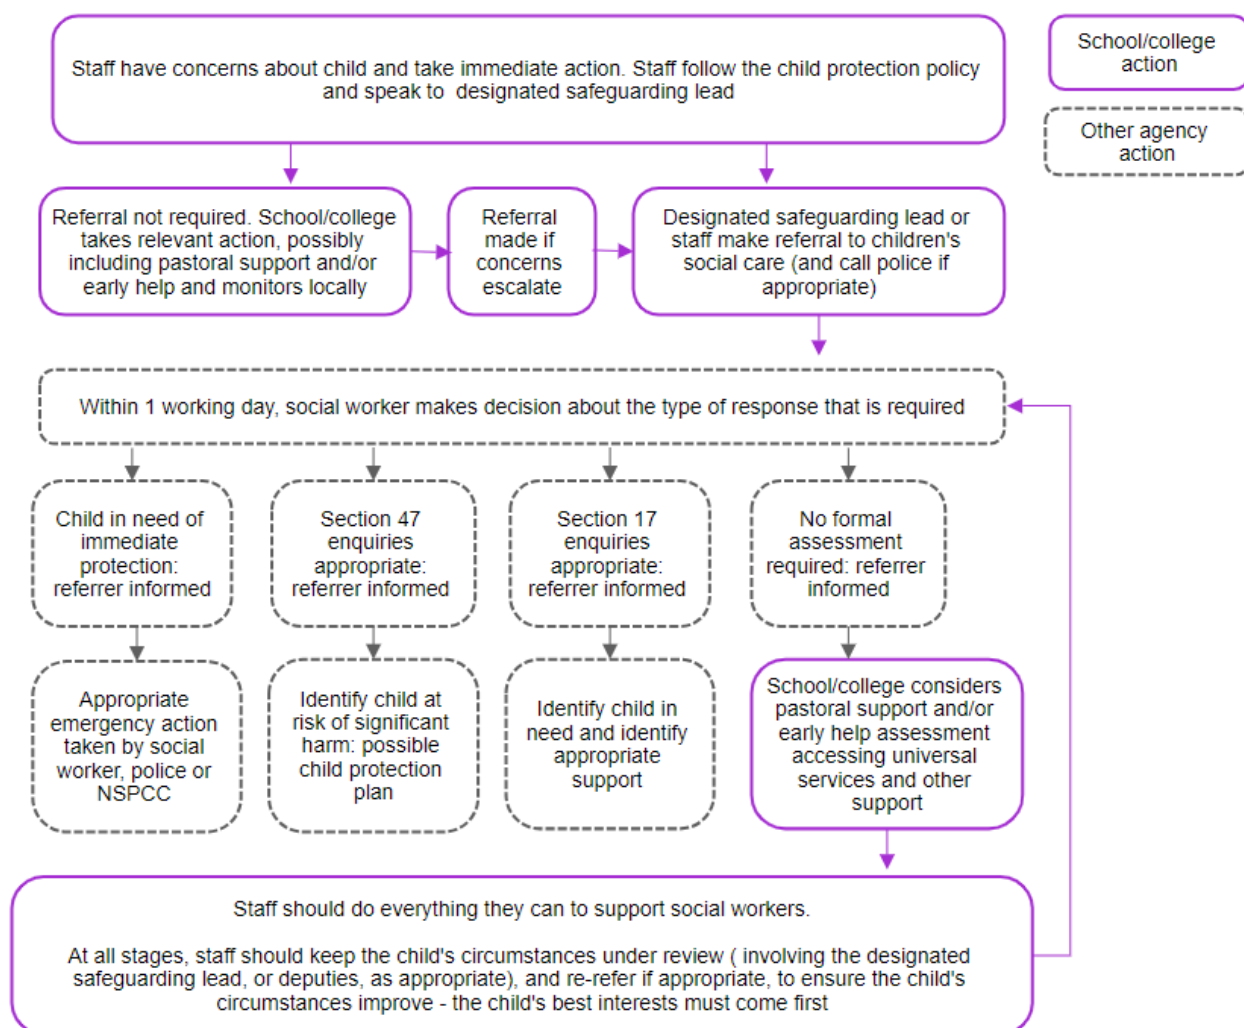 Staff have concerns about child and take immediate action. Staff follow the child protection policy
and speak to  designated safeguarding lead
School/college
action
Other agency
action
Referral not required. School/college
takes relevant action, possibly
including pastoral support and/or
early help and monitors locally
Referral
made if
concerns
escalate
Designated safeguarding lead or
staff make referral to children's
social care (and call police if
appropriate)
Within 1 working day, social worker makes decision about the type of response that is required
Child in need of
immediate
protection:
referrer informed
Section 47
enquiries
appropriate:
referrer informed
Section 17
enquiries
appropriate:
referrer informed
No formal
assessment
required: referrer
informed
Appropriate
emergency action
taken by social
worker, police or
NSPCC
Identify child at
risk of significant
harm: possible
child protection
plan
Identify child in
need and identify
appropriate
support
School/college considers
pastoral support and/or
early help assessment
accessing universal
services and other
support
Staff should do everything they can to support social workers.
At all stages, staff should keep the child's circumstances under review ( involving the designated
safeguarding lead, or deputies, as appropriate), and re-refer if appropriate, to ensure the child's
circumstances improve - the child's best interests must come first